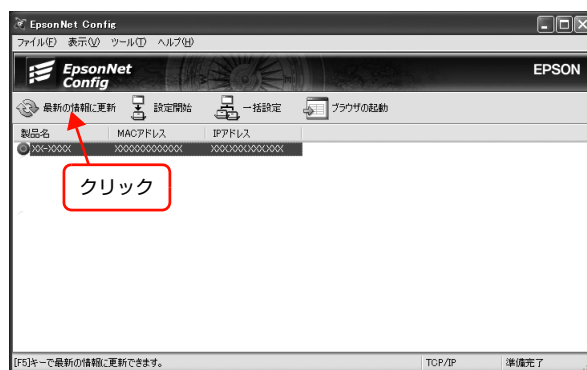 EpsonNet Config
ファイル(F) 表示(V) ツール(T) ヘルプ(H)
EpsonNet
Config
EPSON
最新の情報に更新 設定開始 一括設定 ブラウザの起動
製品名 MACアドレス IPアドレス
XX-XXXX XXXXXXXXXXXX XXX.XXX.XXX.XXX
クリック
[F5]キーで最新の情報に更新できます。 TCP/IP 準備完了